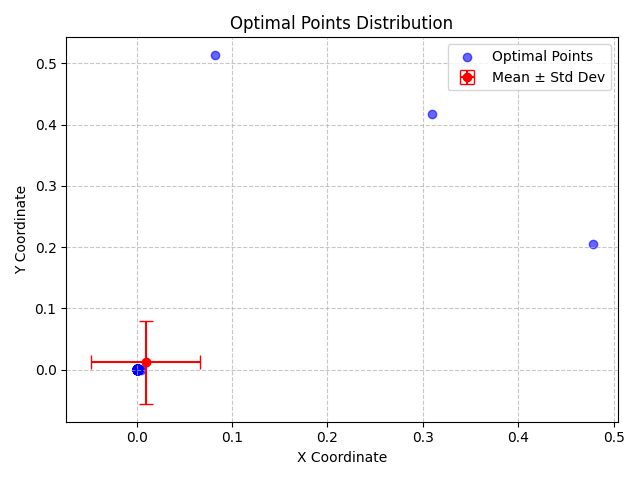 Optimal Points Distribution
Optimal Points
Mean ± Std Dev
Y Coordinate
0.5
0.4
0.3
0.2
0.1
0.0
0.0 0.1 0.2 0.3 0.4 0.5
X Coordinate